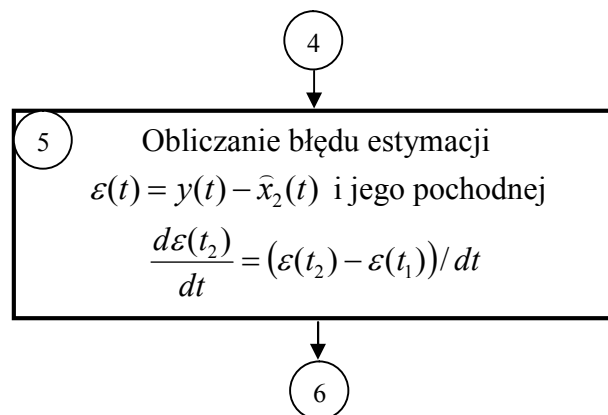 4
5
Obliczanie błędu estymacji
ε(t) = y(t) − x̂₂(t) i jego pochodnej
dε(t₂)/dt = (ε(t₂) − ε(t₁))/dt
6